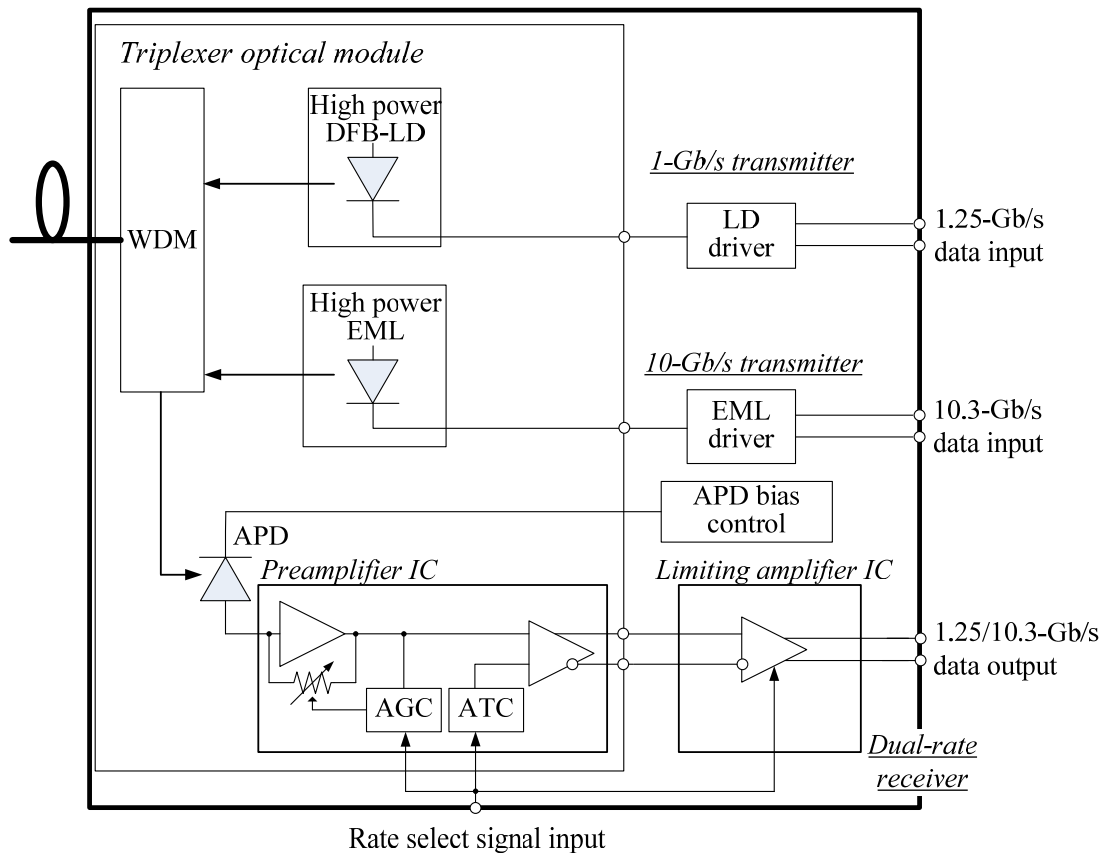 Triplexer optical module
High power
DFB-LD
1-Gb/s transmitter
WDM
LD
driver
1.25-Gb/s
data input
High power
EML
10-Gb/s transmitter
EML
driver
10.3-Gb/s
data input
APD bias
control
APD
Preamplifier IC
Limiting amplifier IC
1.25/10.3-Gb/s
data output
AGC
ATC
Dual-rate
receiver
Rate select signal input